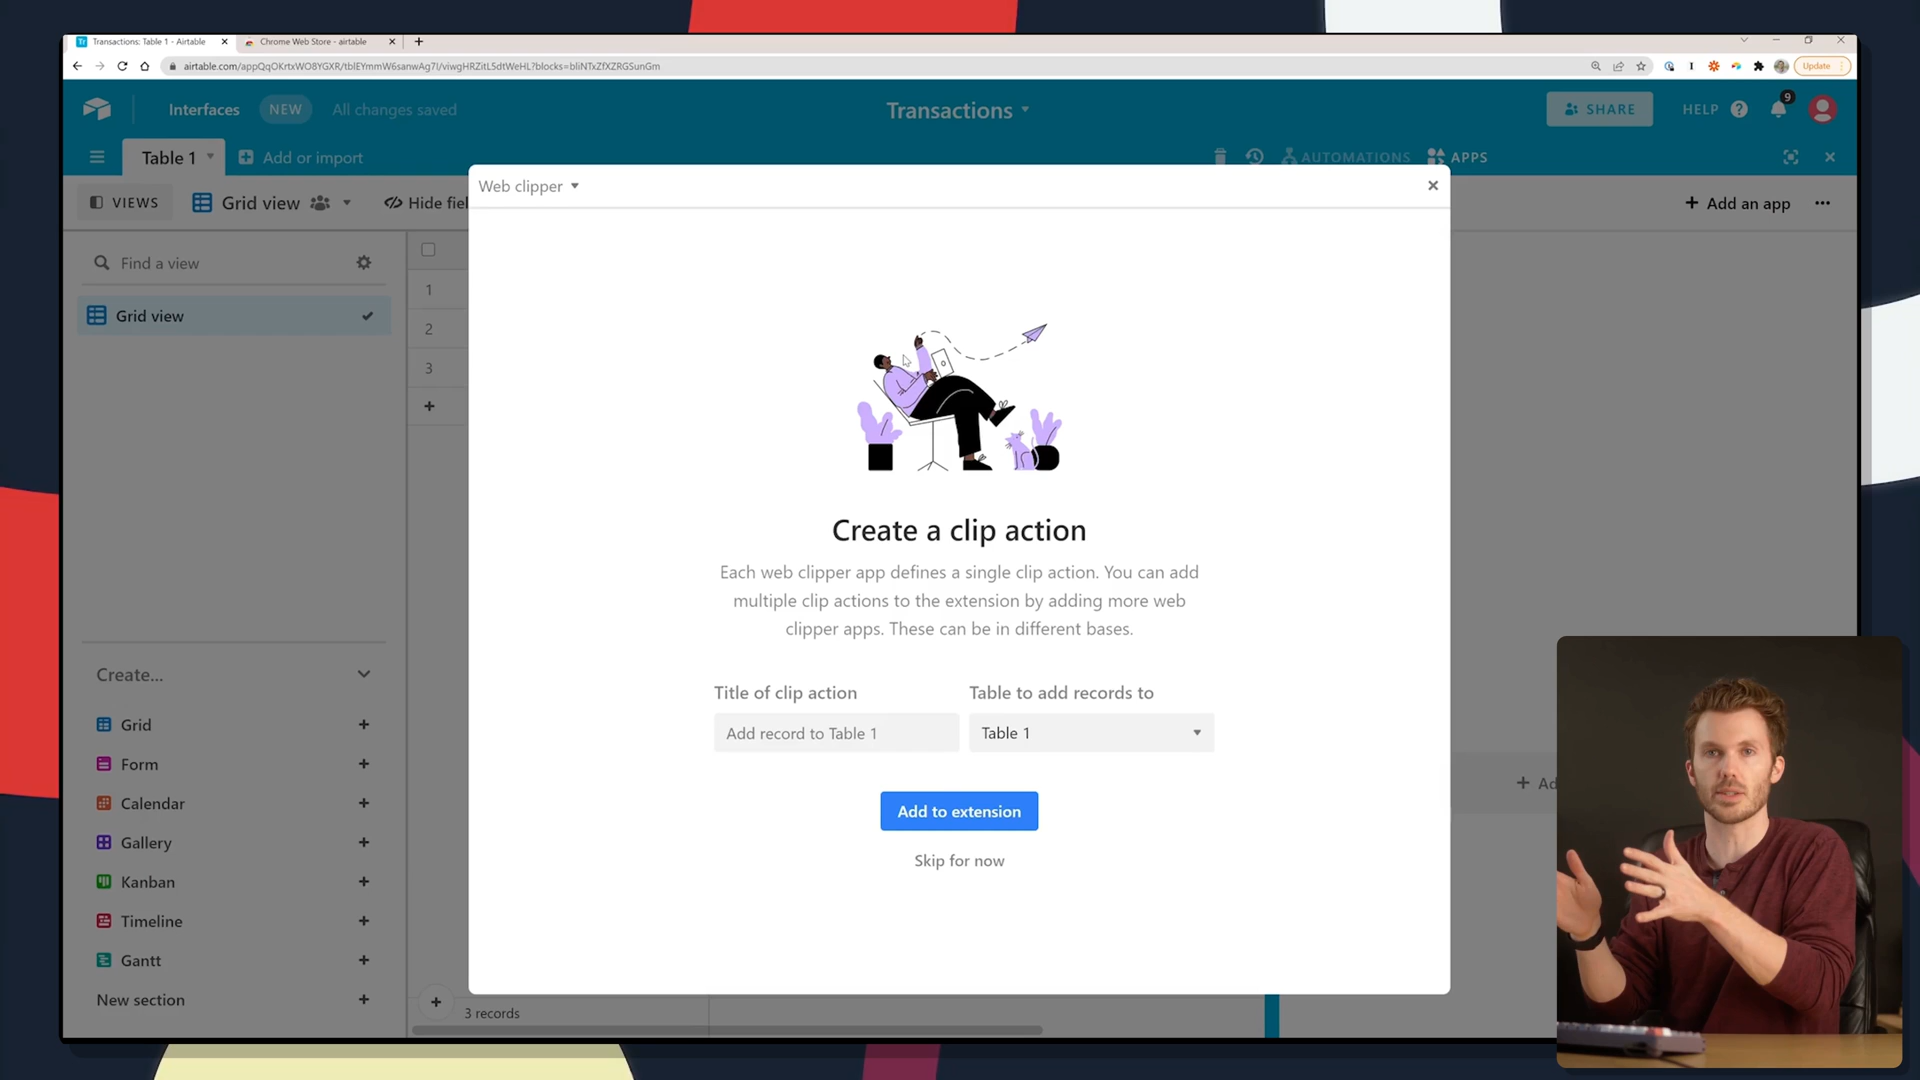 Transactions: Table 1 - Airtable
Chrome Web Store - airtable
airtable.com/appQqOKrtxWO8YGXR/tblEYmmW6sanwAg7l/viwgHRZitL5dtWeHL?blocks=bliNTxZfXZRGSunGm
Update
Interfaces
NEW
All changes saved
Transactions
SHARE
HELP
9
Table 1
Add or import
AUTOMATIONS
APPS
VIEWS
Grid view
Hide fiel
Web clipper
Add an app
Find a view
Grid view
1
2
3
Create a clip action
Each web clipper app defines a single clip action. You can add
multiple clip actions to the extension by adding more web
clipper apps. These can be in different bases.
Title of clip action
Table to add records to
Add record to Table 1
Table 1
Add to extension
Skip for now
Create...
Grid
Form
Calendar
Gallery
Kanban
Timeline
Gantt
New section
Ad
3 records